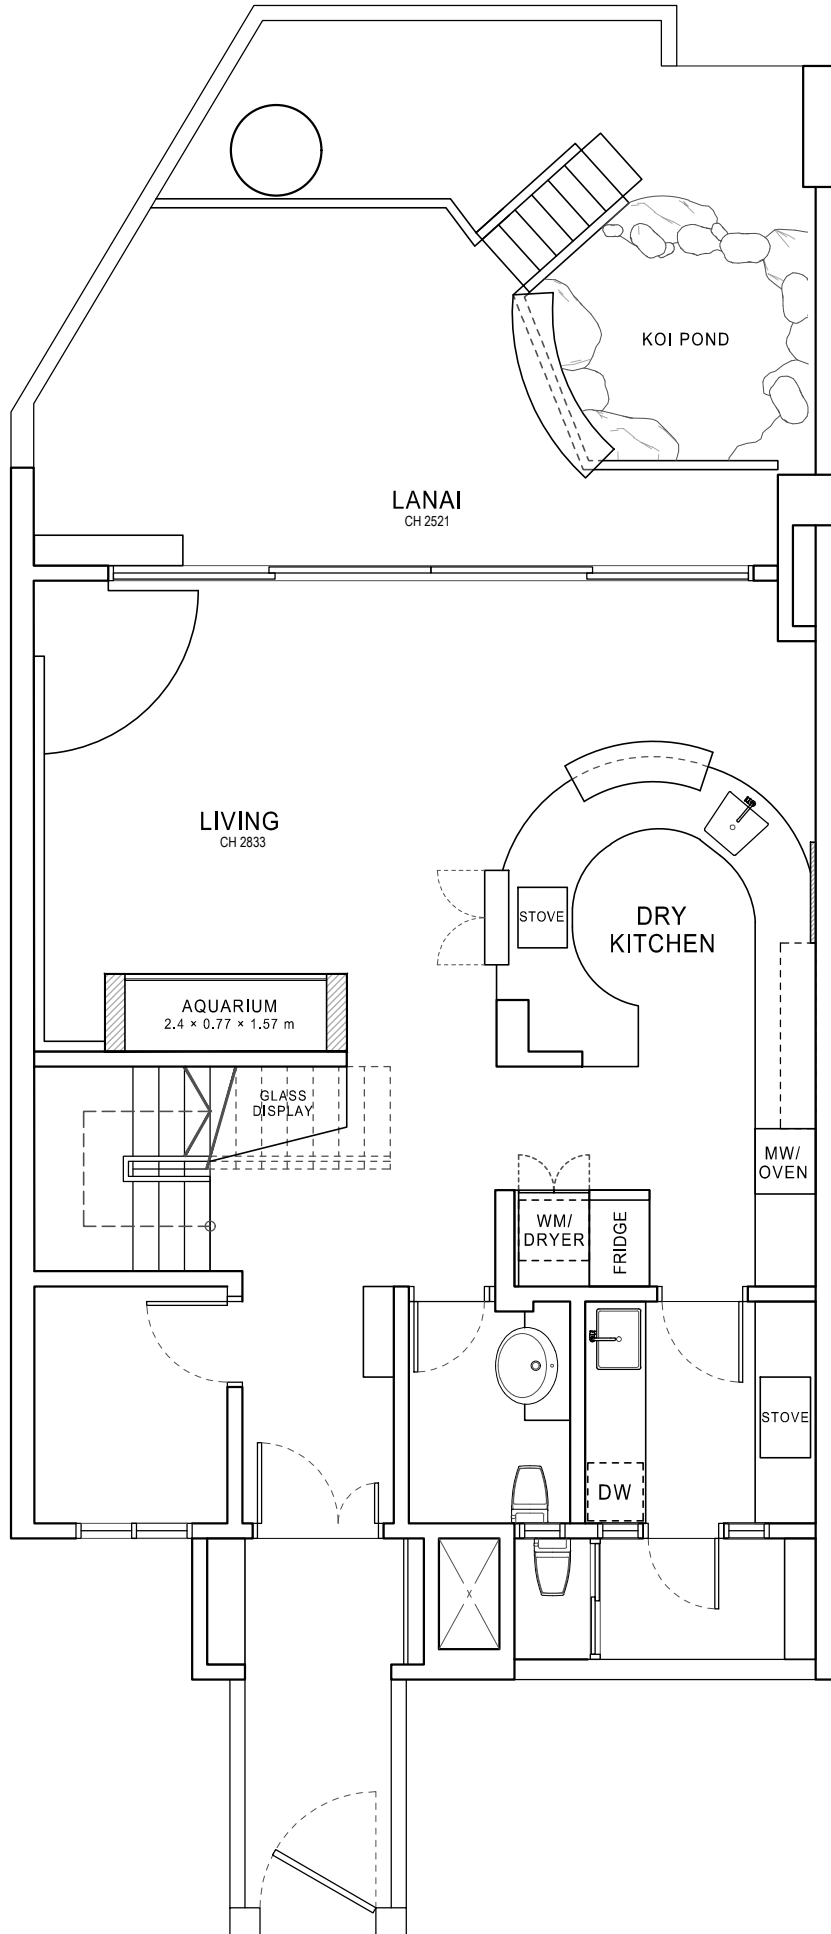 KOI POND
LANAI
CH 2521
LIVING
CH 2833
STOVE
DRY
KITCHEN
AQUARIUM
2.4 × 0.77 × 1.57 m
GLASS
DISPLAY
MW/
OVEN
WM/
DRYER
FRIDGE
STOVE
DW